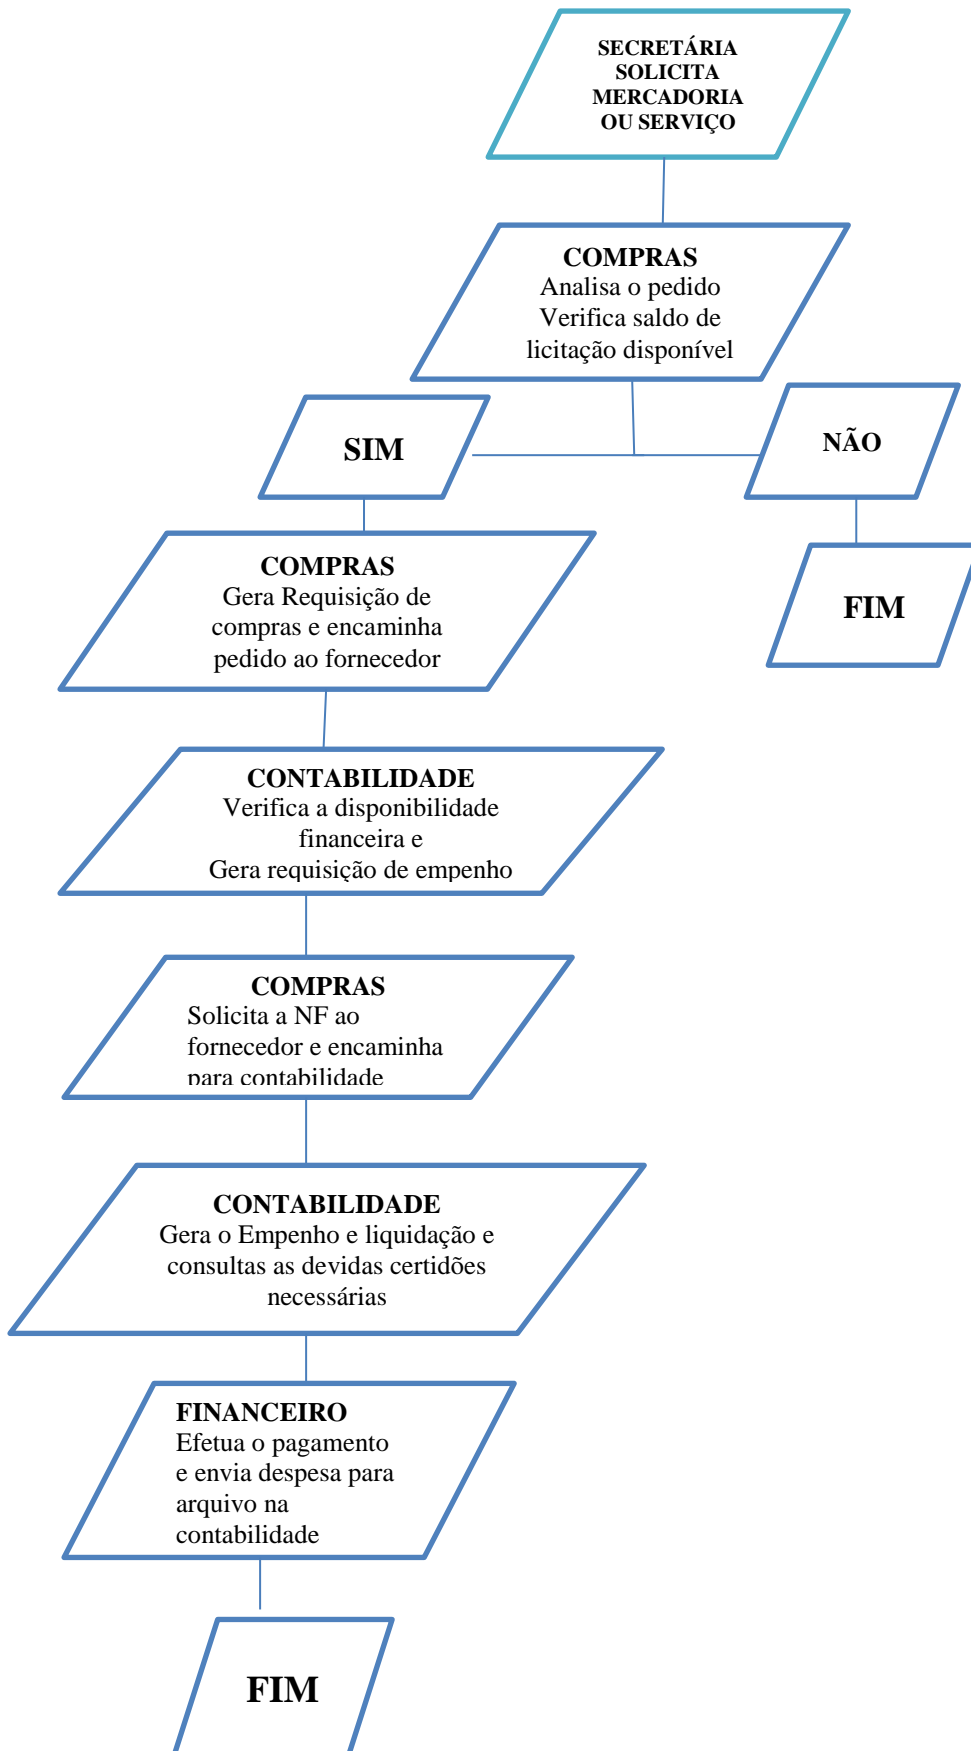 SECRETÁRIA
SOLICITA
MERCADORIA
OU SERVIÇO
COMPRAS
Analisa o pedido
Verifica saldo de
licitação disponível
SIM
NÃO
COMPRAS
Gera Requisição de
compras e encaminha
pedido ao fornecedor
FIM
CONTABILIDADE
Verifica a disponibilidade
financeira e
Gera requisição de empenho
COMPRAS
Solicita a NF ao
fornecedor e encaminha
para contabilidade
CONTABILIDADE
Gera o Empenho e liquidação e
consultas as devidas certidões
necessárias
FINANCEIRO
Efetua o pagamento
e envia despesa para
arquivo na
contabilidade
FIM